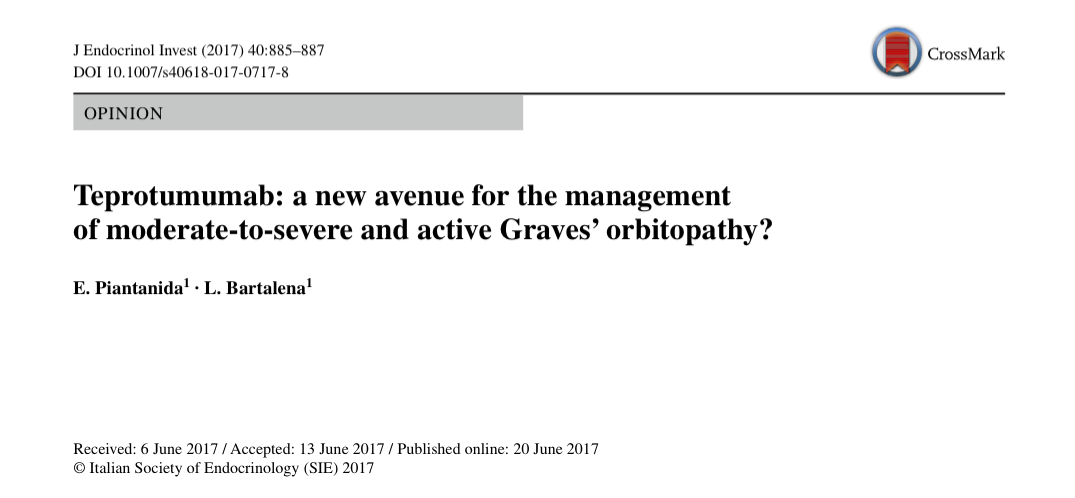 J Endocrinol Invest (2017) 40:885–887
DOI 10.1007/s40618-017-0717-8
CrossMark
OPINION
Teprotumumab: a new avenue for the management
of moderate-to-severe and active Graves’ orbitopathy?
E. Piantanida¹ · L. Bartalena¹
Received: 6 June 2017 / Accepted: 13 June 2017 / Published online: 20 June 2017
© Italian Society of Endocrinology (SIE) 2017